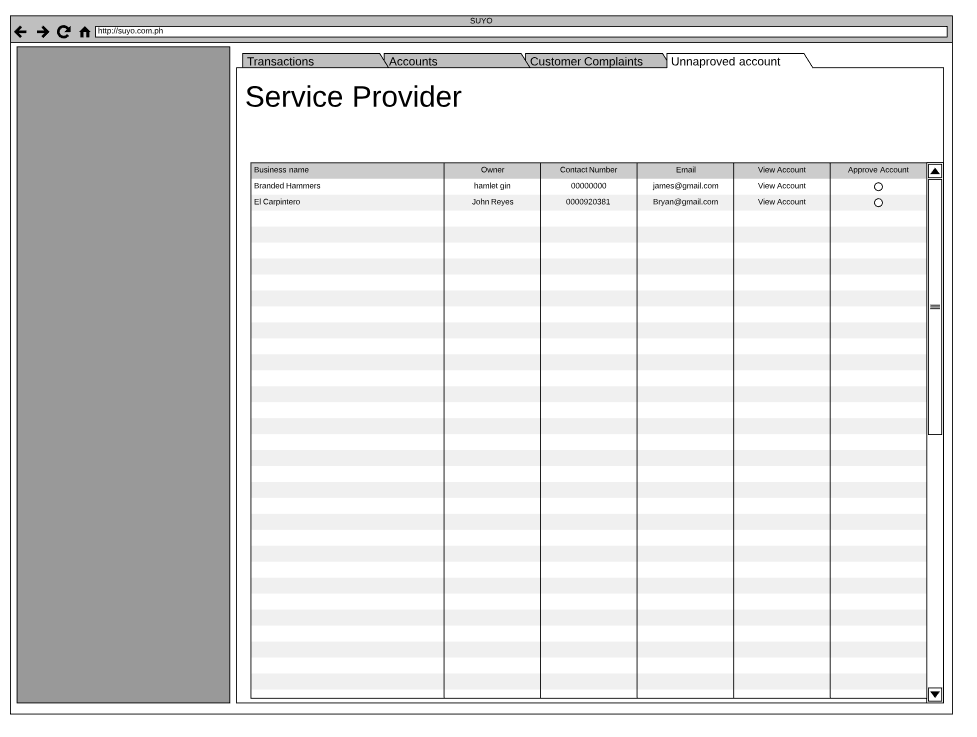 SUYO
http://suyo.com.ph
Transactions Accounts Customer Complaints Unnaproved account
Service Provider
Business name Owner Contact Number Email View Account Approve Account
Branded Hammers hamlet gin 00000000 james@gmail.com View Account
El Carpintero John Reyes 0000920381 Bryan@gmail.com View Account